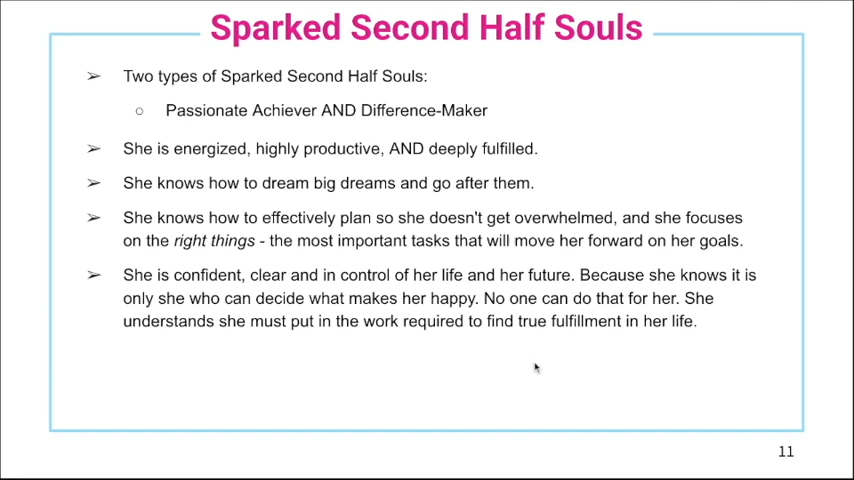 Sparked Second Half Souls
➢ Two types of Sparked Second Half Souls:
○ Passionate Achiever AND Difference-Maker
➢ She is energized, highly productive, AND deeply fulfilled.
➢ She knows how to dream big dreams and go after them.
➢ She knows how to effectively plan so she doesn't get overwhelmed, and she focuses
on the right things - the most important tasks that will move her forward on her goals.
➢ She is confident, clear and in control of her life and her future. Because she knows it is
only she who can decide what makes her happy. No one can do that for her. She
understands she must put in the work required to find true fulfillment in her life.
11